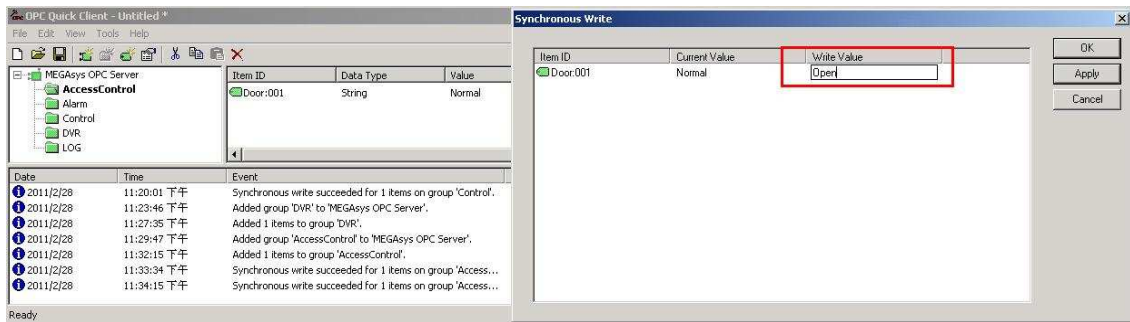 OPC Quick Client - Untitled *
File Edit View Tools Help
MEGAsys OPC Server
AccessControl
Alarm
Control
DVR
LOG
Item ID Data Type Value
Door:001 String Normal
Date Time Event
2011/2/28 11:20:01 下午 Synchronous write succeeded for 1 items on group 'Control'.
2011/2/28 11:23:46 下午 Added group 'DVR' to 'MEGAsys OPC Server'.
2011/2/28 11:27:35 下午 Added 1 items to group 'DVR'.
2011/2/28 11:29:47 下午 Added group 'AccessControl' to 'MEGAsys OPC Server'.
2011/2/28 11:32:15 下午 Added 1 items to group 'AccessControl'.
2011/2/28 11:33:34 下午 Synchronous write succeeded for 1 items on group 'Access...
2011/2/28 11:34:15 下午 Synchronous write succeeded for 1 items on group 'Access...
Ready
Synchronous Write
Item ID Current Value Write Value
Door:001 Normal Open
OK
Apply
Cancel